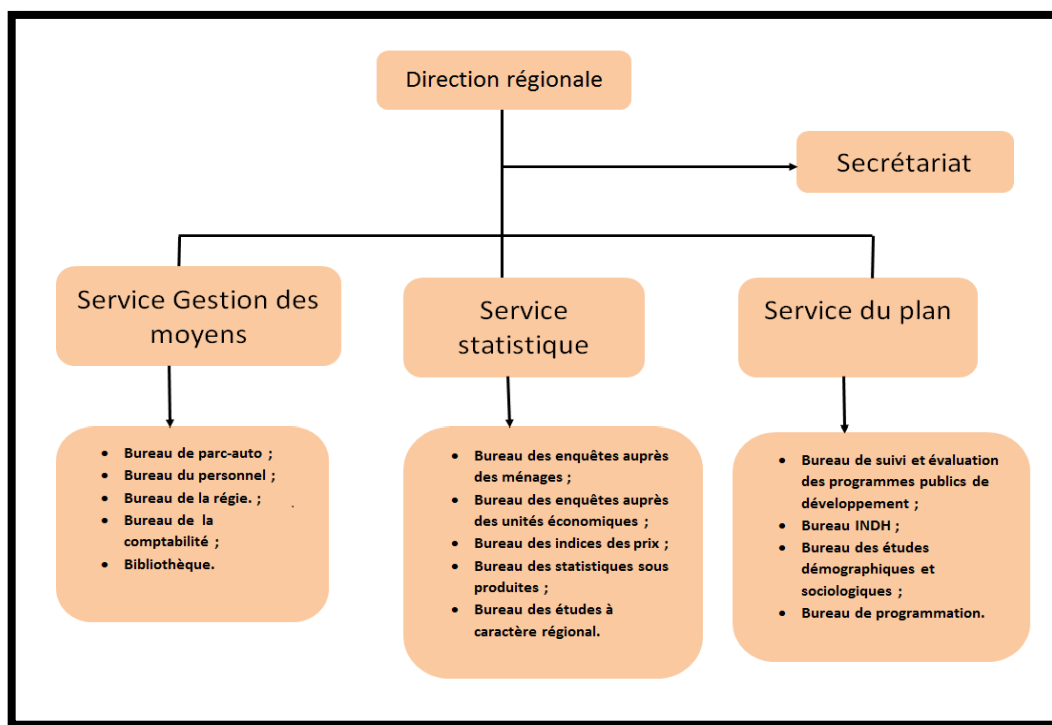 Direction régionale
Secrétariat
Service Gestion des
moyens
Service
statistique
Service du plan
• Bureau de parc-auto ;
• Bureau du personnel ;
• Bureau de la régie. ;
• Bureau de la
comptabilité ;
• Bibliothèque.
• Bureau des enquêtes auprès
des ménages ;
• Bureau des enquêtes auprès
des unités économiques ;
• Bureau des indices des prix ;
• Bureau des statistiques sous
produites ;
• Bureau des études à
caractère régional.
• Bureau de suivi et évaluation
des programmes publics de
développement ;
• Bureau INDH ;
• Bureau des études
démographiques et
sociologiques ;
• Bureau de programmation.